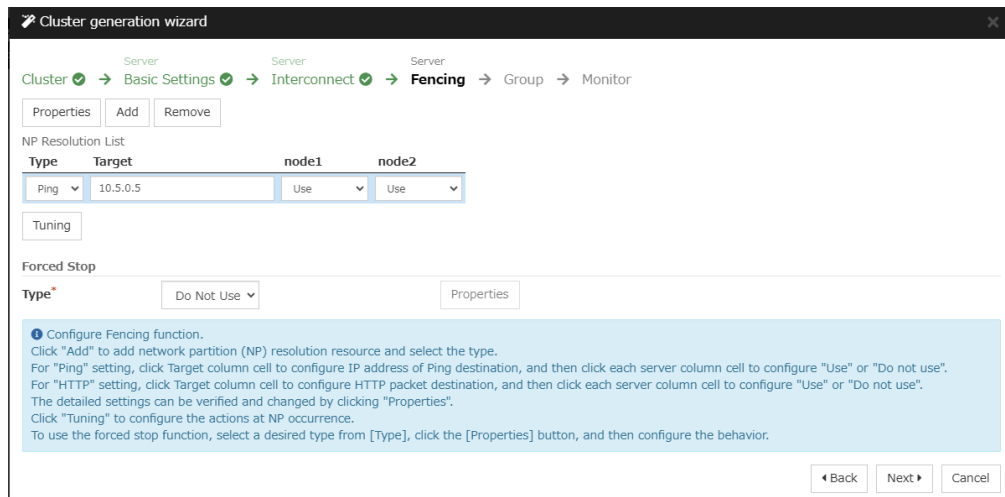 Cluster generation wizard
Server Server Server
Cluster → Basic Settings → Interconnect → Fencing → Group → Monitor
Properties Add Remove
NP Resolution List
Type Target node1 node2
Ping 10.5.0.5 Use Use
Tuning
Forced Stop
Type* Do Not Use Properties
Configure Fencing function.
Click "Add" to add network partition (NP) resolution resource and select the type.
For "Ping" setting, click Target column cell to configure IP address of Ping destination, and then click each server column cell to configure "Use" or "Do not use".
For "HTTP" setting, click Target column cell to configure HTTP packet destination, and then click each server column cell to configure "Use" or "Do not use".
The detailed settings can be verified and changed by clicking "Properties".
Click "Tuning" to configure the actions at NP occurrence.
To use the forced stop function, select a desired type from [Type], click the [Properties] button, and then configure the behavior.
Back Next Cancel